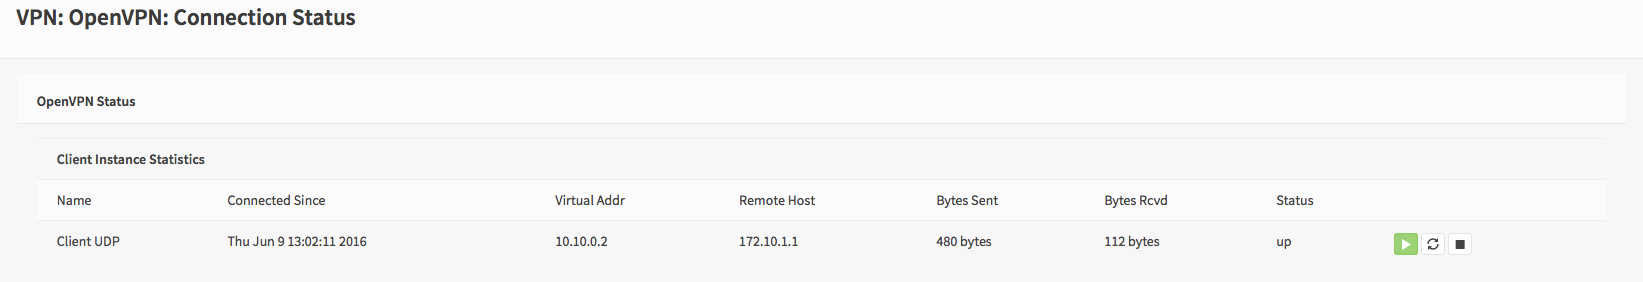 VPN: OpenVPN: Connection Status
OpenVPN Status
Client Instance Statistics
Name Connected Since Virtual Addr Remote Host Bytes Sent Bytes Rcvd Status
Client UDP Thu Jun 9 13:02:11 2016 10.10.0.2 172.10.1.1 480 bytes 112 bytes up